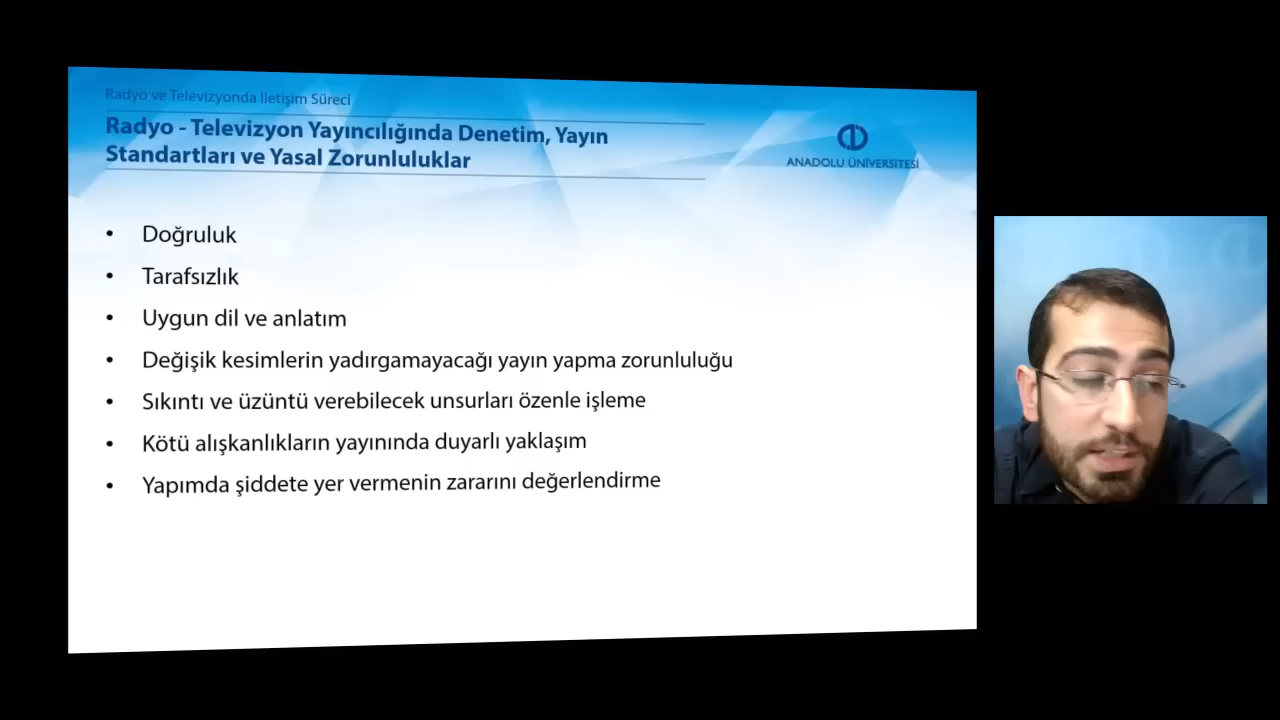 Radyo ve Televizyonda İletişim Süreci
Radyo - Televizyon Yayıncılığında Denetim, Yayın
Standartları ve Yasal Zorunluluklar
ANADOLU ÜNİVERSİTESİ
• Doğruluk
• Tarafsızlık
• Uygun dil ve anlatım
• Değişik kesimlerin yadırgamayacağı yayın yapma zorunluluğu
• Sıkıntı ve üzüntü verebilecek unsurları özenle işleme
• Kötü alışkanlıkların yayınında duyarlı yaklaşım
• Yapımda şiddete yer vermenin zararını değerlendirme